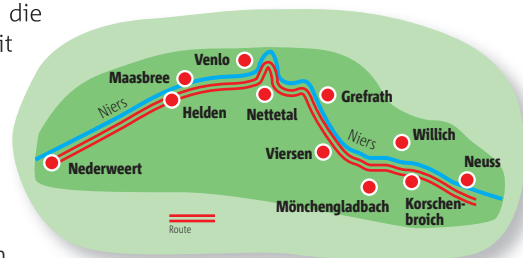 die
it
Venlo
Maasbree
Niers
Helden
Nettetal
Grefrath
Niers
Willich
Viersen
Neuss
Nederweert
Mönchengladbach
Korschen-
broich
Route